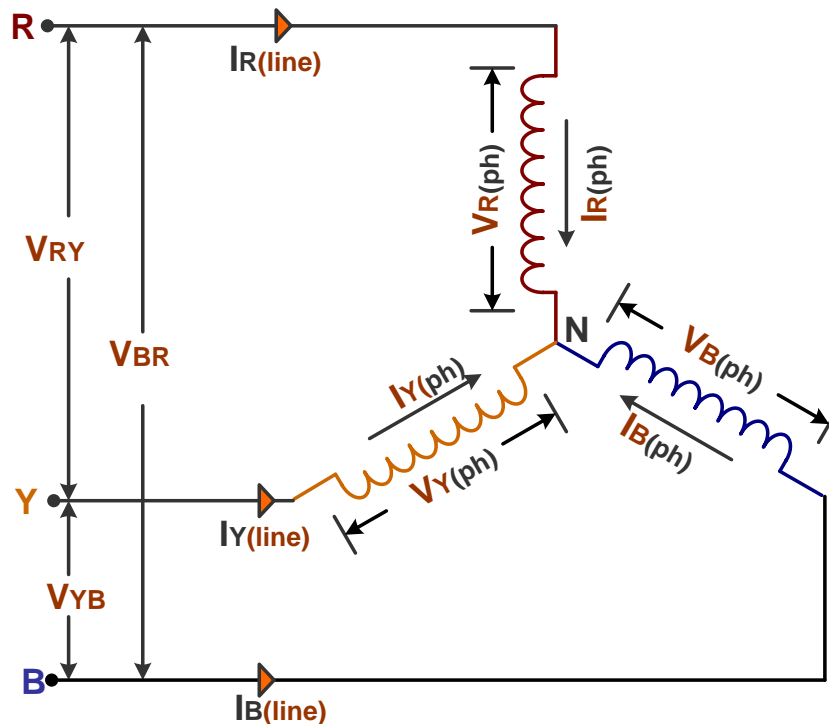 R
IR(line)
VR(ph)
IR(ph)
VRY
VBR
N
VB(ph)
IY(ph)
IB(ph)
VY(ph)
Y
IY(line)
VYB
B
IB(line)